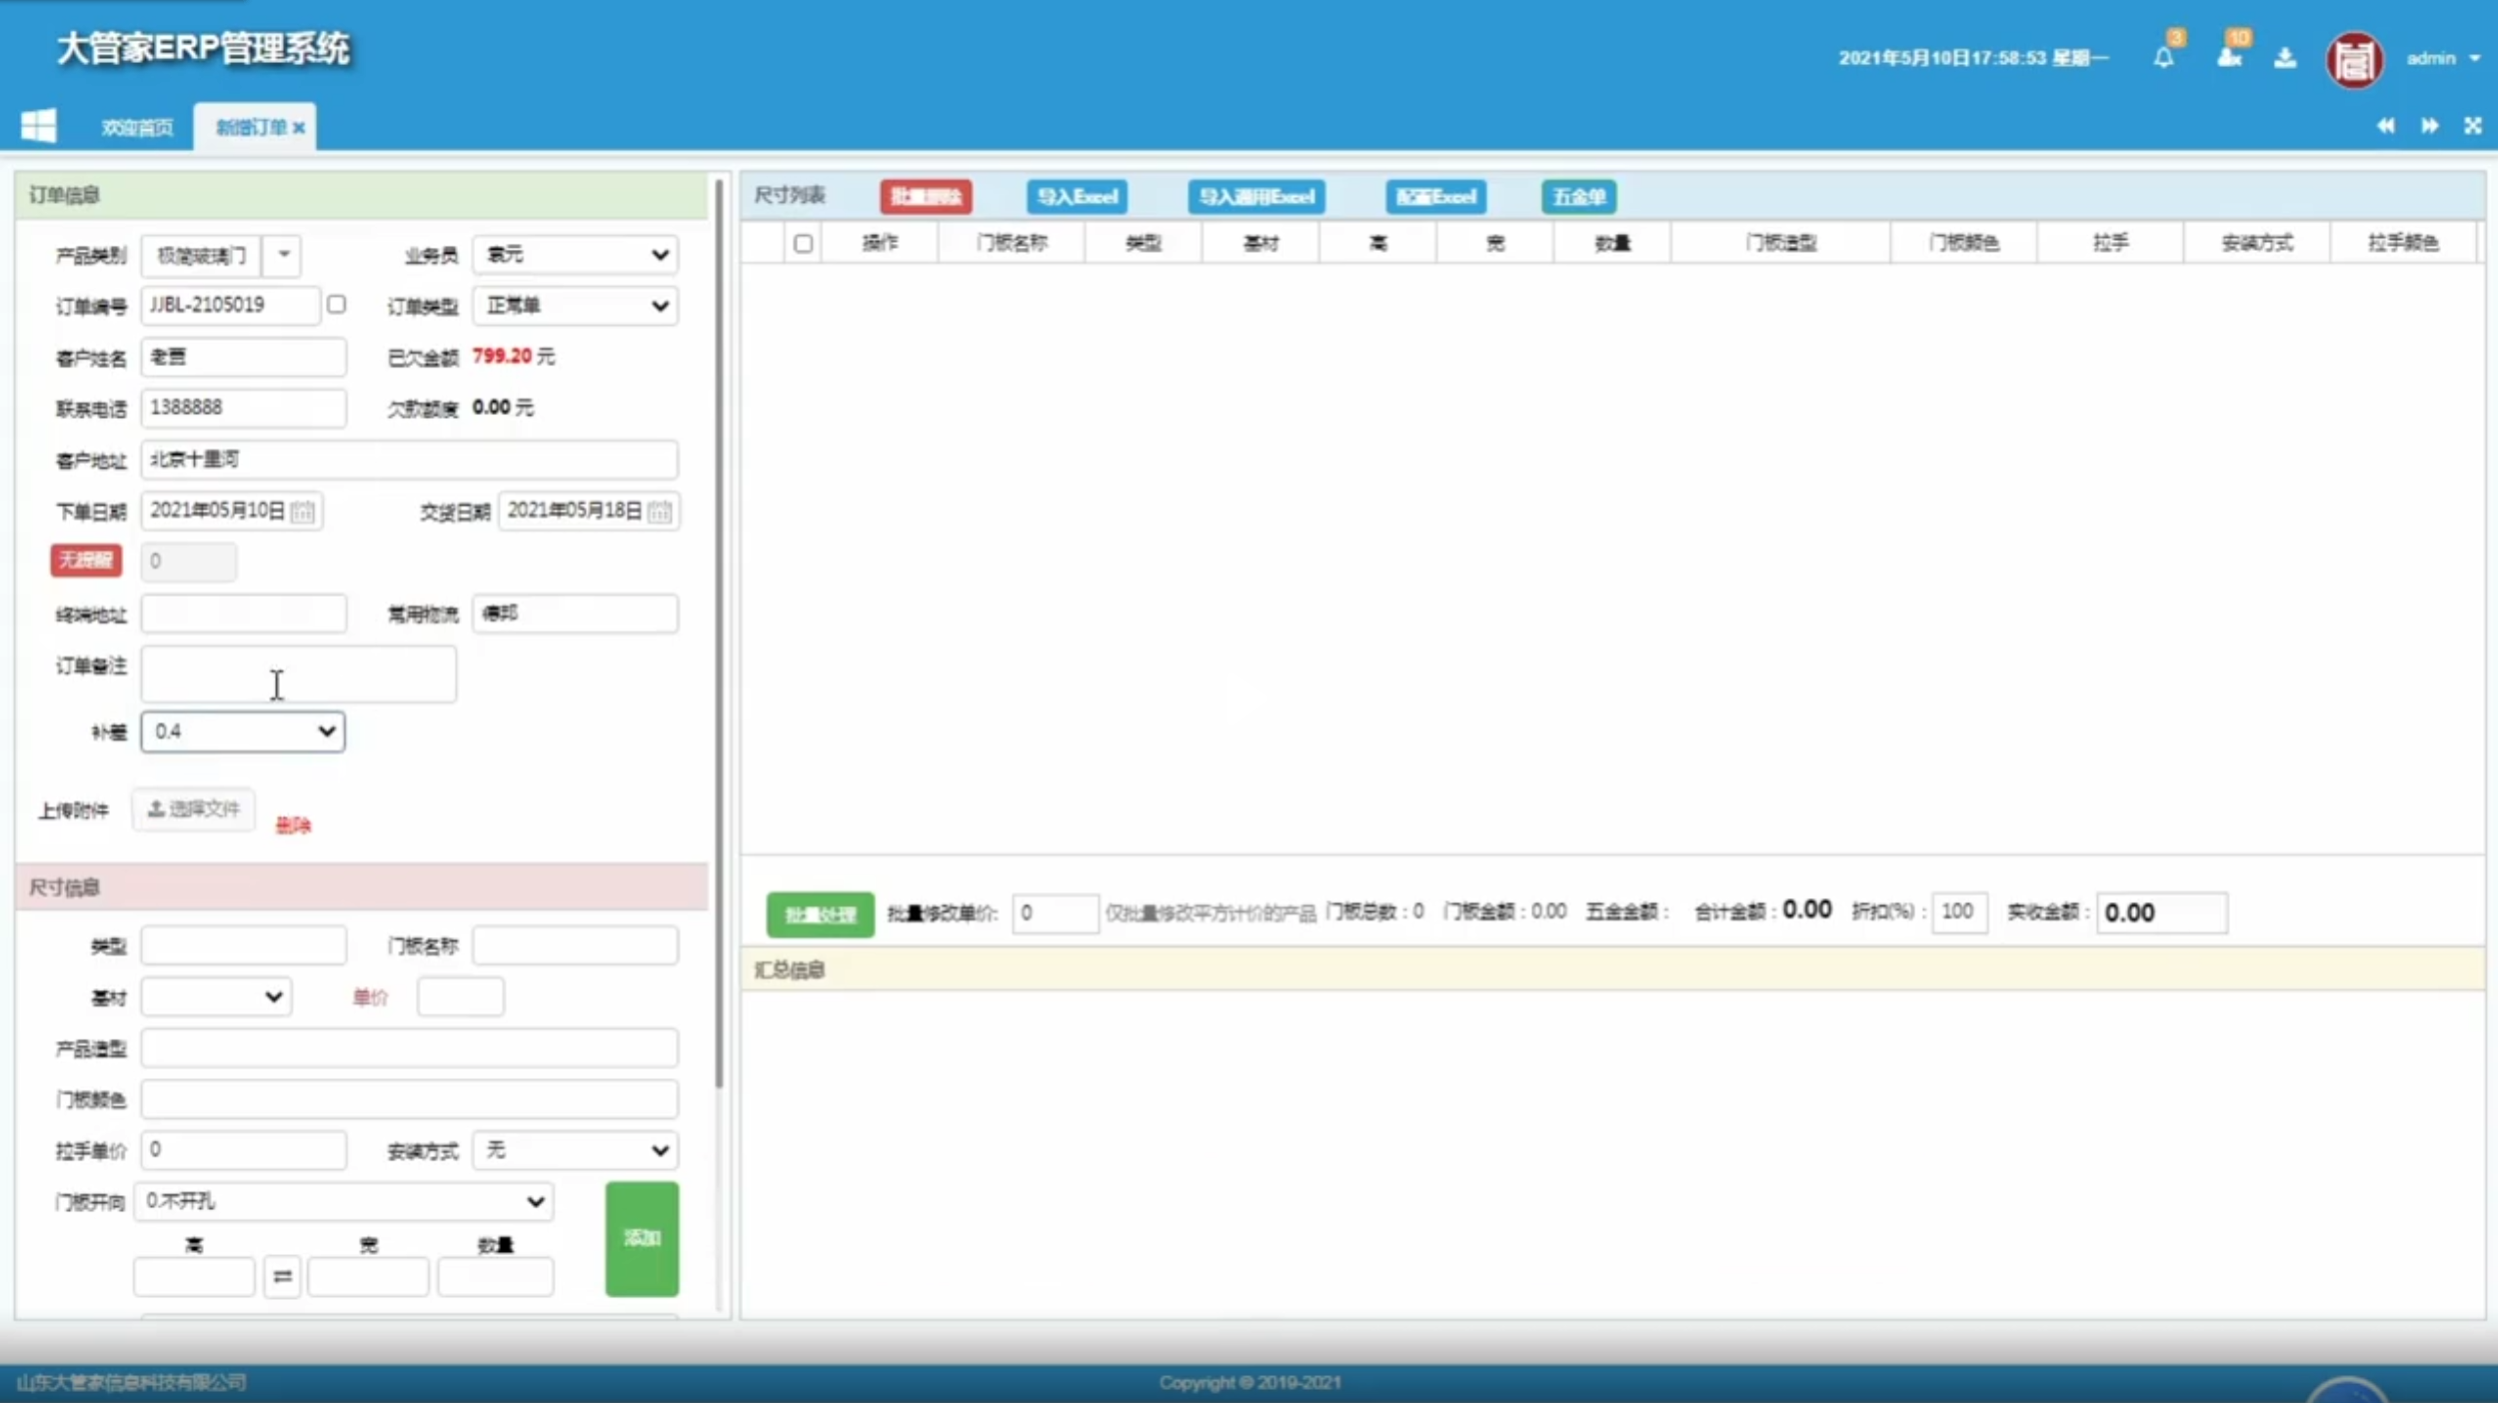 大管家ERP管理系统
2021年5月10日17:58:53 星期一
3
10
admin
欢迎首页
新增订单
订单信息
产品类别 极简玻璃门 业务员 袁元
订单编号 JJBL-2105019 订单类型 正常单
客户姓名 老曹 已欠金额 799.20 元
联系电话 1388888 欠款额度 0.00 元
客户地址 北京十里河
下单日期 2021年05月10日 交货日期 2021年05月18日
无提醒 0
终端地址 常用物流 德邦
订单备注
补差 0.4
上传附件 选择文件 删除
尺寸信息
类型 门板名称
基材 单价
产品造型
门板颜色
拉手单价 0 安装方式 无
门板开向 0.不开孔
高 宽 数量
添加
尺寸列表 批量删除 导入Excel 导入通用Excel 配置Excel 五金单
操作 门板名称 类型 基材 高 宽 数量 门板造型 门板颜色 拉手 安装方式 拉手颜色
批量处理 批量修改单价: 0 仅批量修改平方计价的产品 门板总数：0 门板金额：0.00 五金金额： 合计金额：0.00 折扣(%)： 100 实收金额： 0.00
汇总信息
山东大管家信息科技有限公司
Copyright © 2019-2021